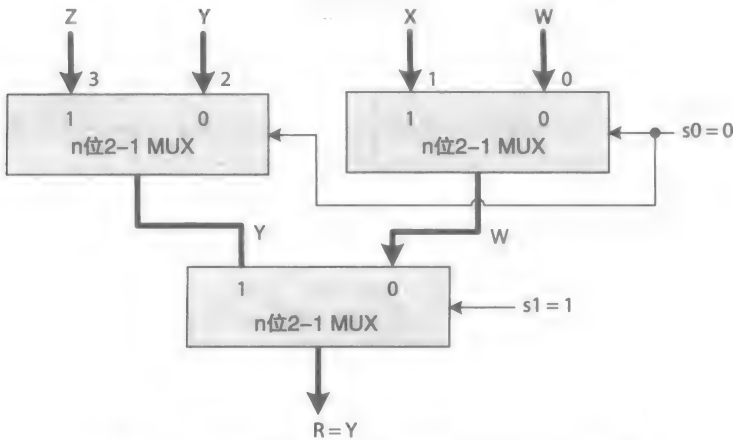 Z Y X W
3 2 1 0
1 0 1 0
n位2-1 MUX n位2-1 MUX s0 = 0
Y W
1 0
n位2-1 MUX s1 = 1
R = Y